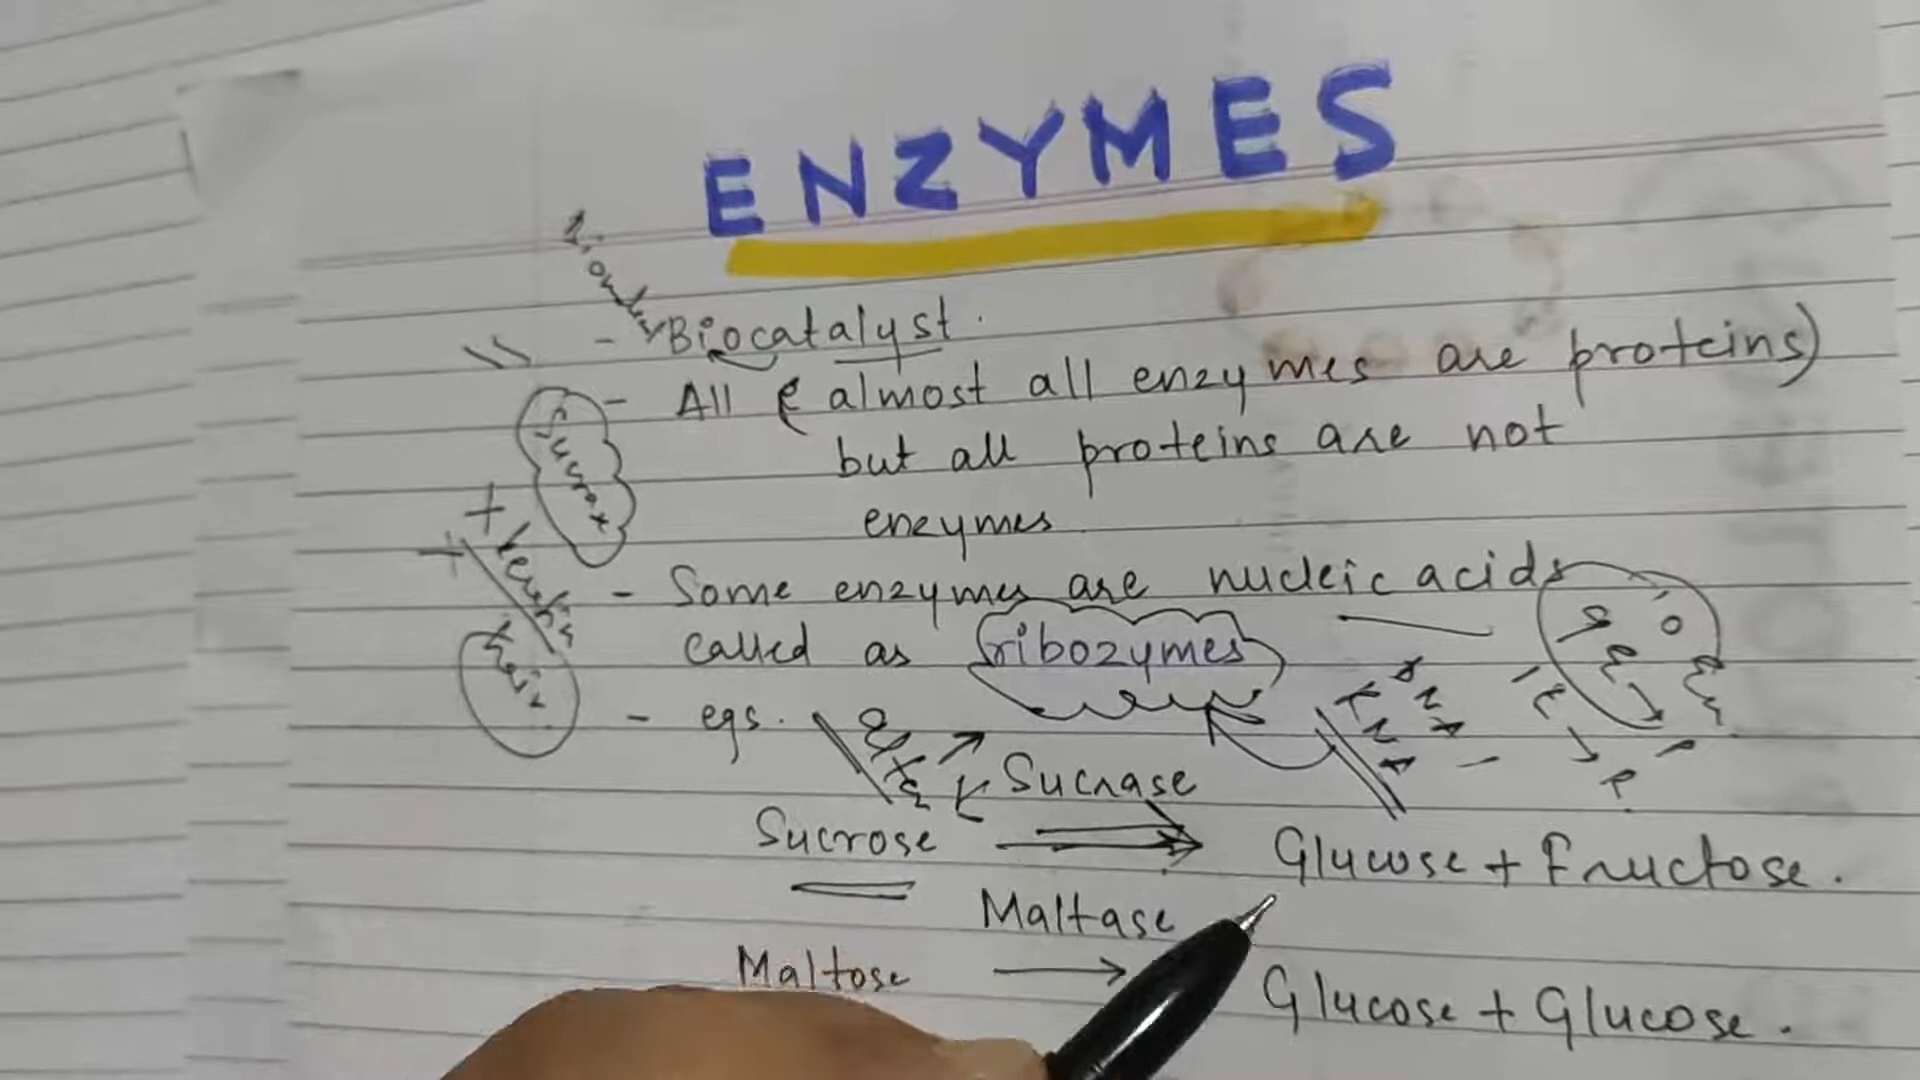 ENZYMES
- Biocatalyst.
- All ( almost all enzymes are proteins)
but all proteins are not
enzymes
- Some enzymes are nucleic acids
called as ribozymes
- egs.
Sucrase
Sucrose → Glucose + Fructose.
Maltase
Maltose → Glucose + Glucose.